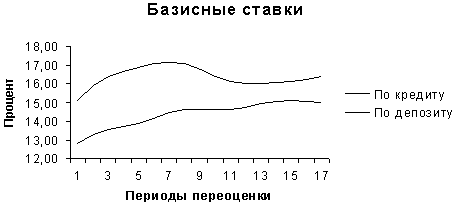 Базисные ставки
18,00
17,00
16,00
15,00
14,00
13,00
12,00
Процент
1 3 5 7 9 11 13 15 17
Периоды переоценки
По кредиту
По депозиту